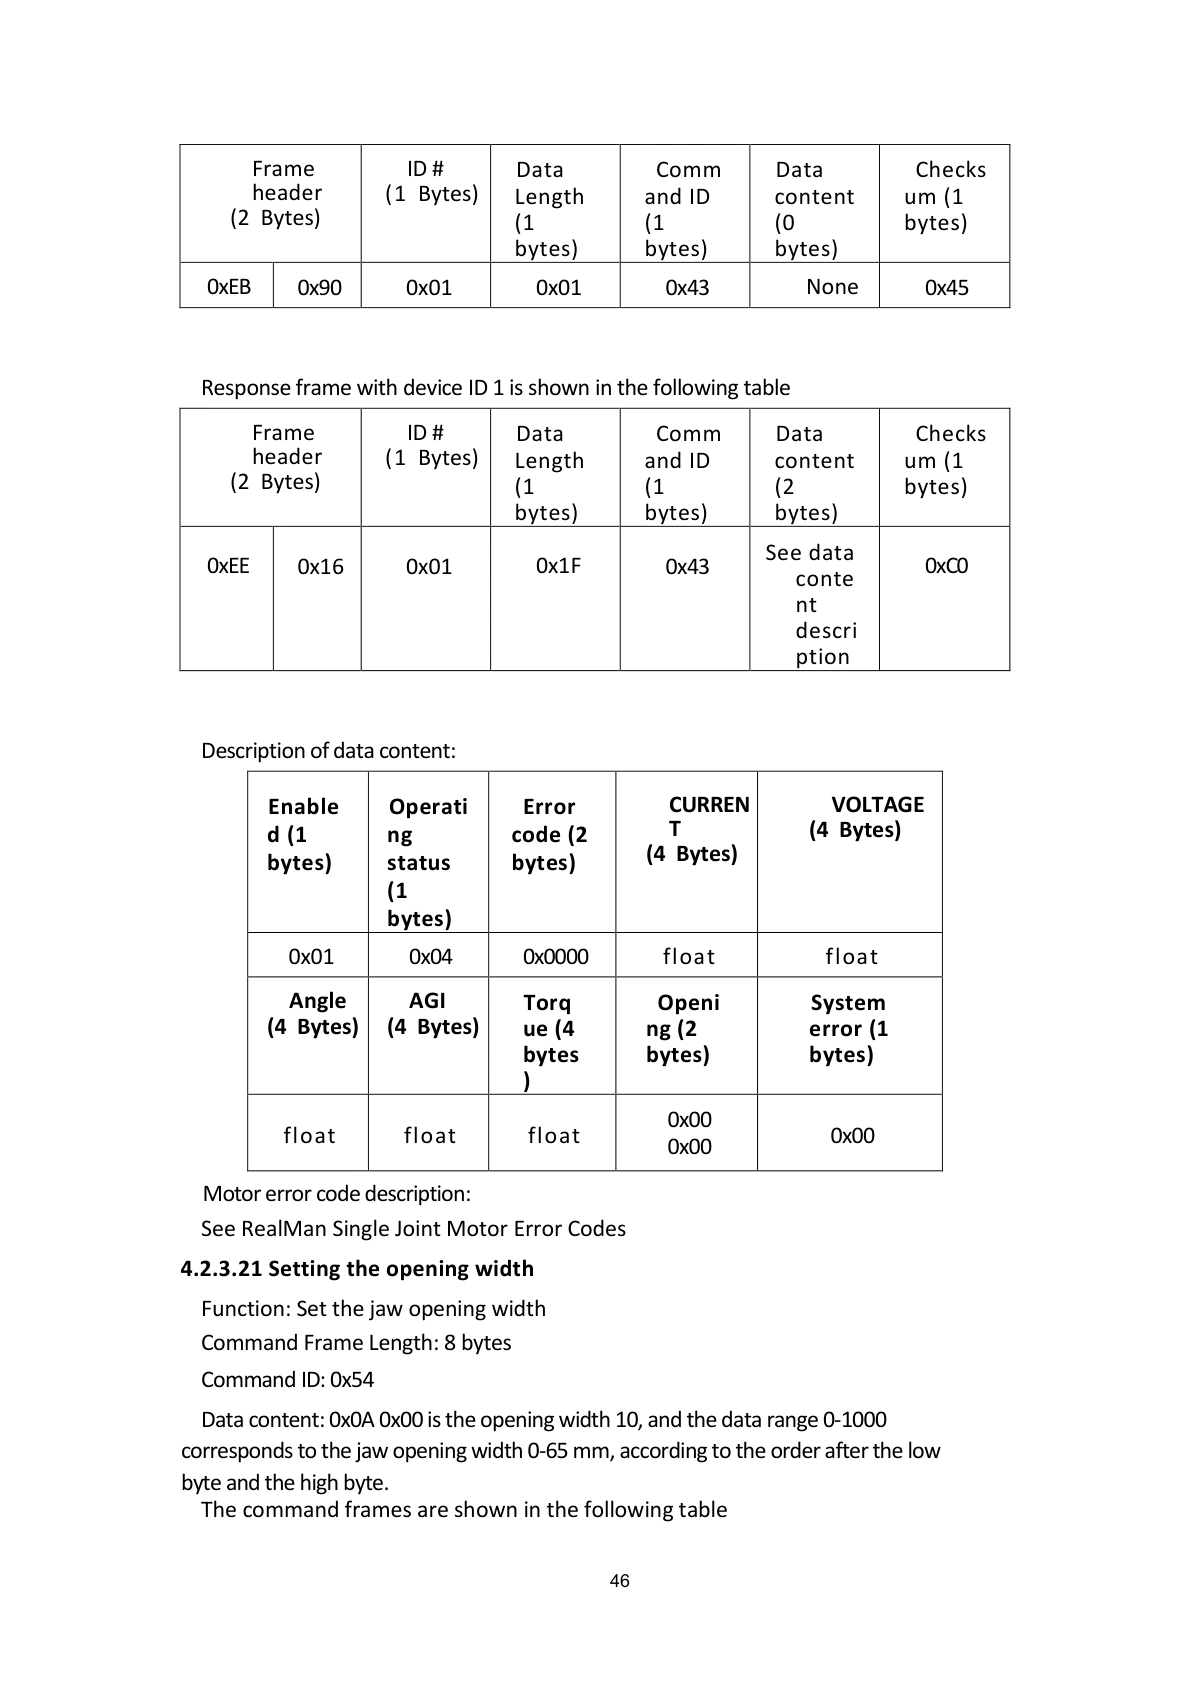 Frame header (2 Bytes) ID # (1 Bytes) Data Length (1 bytes) Comm and ID (1 bytes) Data content (0 bytes) Checks um (1 bytes)
0xEB 0x90 0x01 0x01 0x43 None 0x45
Response frame with device ID 1 is shown in the following table
Frame header (2 Bytes) ID # (1 Bytes) Data Length (1 bytes) Comm and ID (1 bytes) Data content (2 bytes) Checks um (1 bytes)
0xEE 0x16 0x01 0x1F 0x43 See data conte nt descri ption 0xC0
Description of data content:
Enable d (1 bytes) Operati ng status (1 bytes) Error code (2 bytes) CURREN T (4 Bytes) VOLTAGE (4 Bytes)
0x01 0x04 0x0000 float float
Angle (4 Bytes) AGI (4 Bytes) Torq ue (4 bytes ) Openi ng (2 bytes) System error (1 bytes)
float float float 0x00 0x00 0x00
Motor error code description:
See RealMan Single Joint Motor Error Codes
4.2.3.21 Setting the opening width
Function: Set the jaw opening width
Command Frame Length: 8 bytes
Command ID: 0x54
Data content: 0x0A 0x00 is the opening width 10, and the data range 0-1000
corresponds to the jaw opening width 0-65 mm, according to the order after the low
byte and the high byte.
The command frames are shown in the following table
46